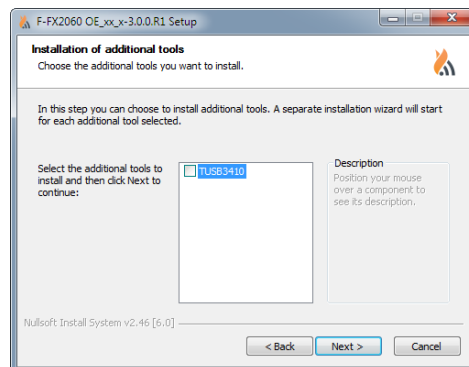 F-FX2060 OE_xx_x-3.0.0.R1 Setup
Installation of additional tools
Choose the additional tools you want to install.
In this step you can choose to install additional tools. A separate installation wizard will start
for each additional tool selected.
Select the additional tools to
install and then click Next to
continue:
TUSB3410
Description
Position your mouse
over a component to
see its description.
Nullsoft Install System v2.46 [6.0]
< Back
Next >
Cancel